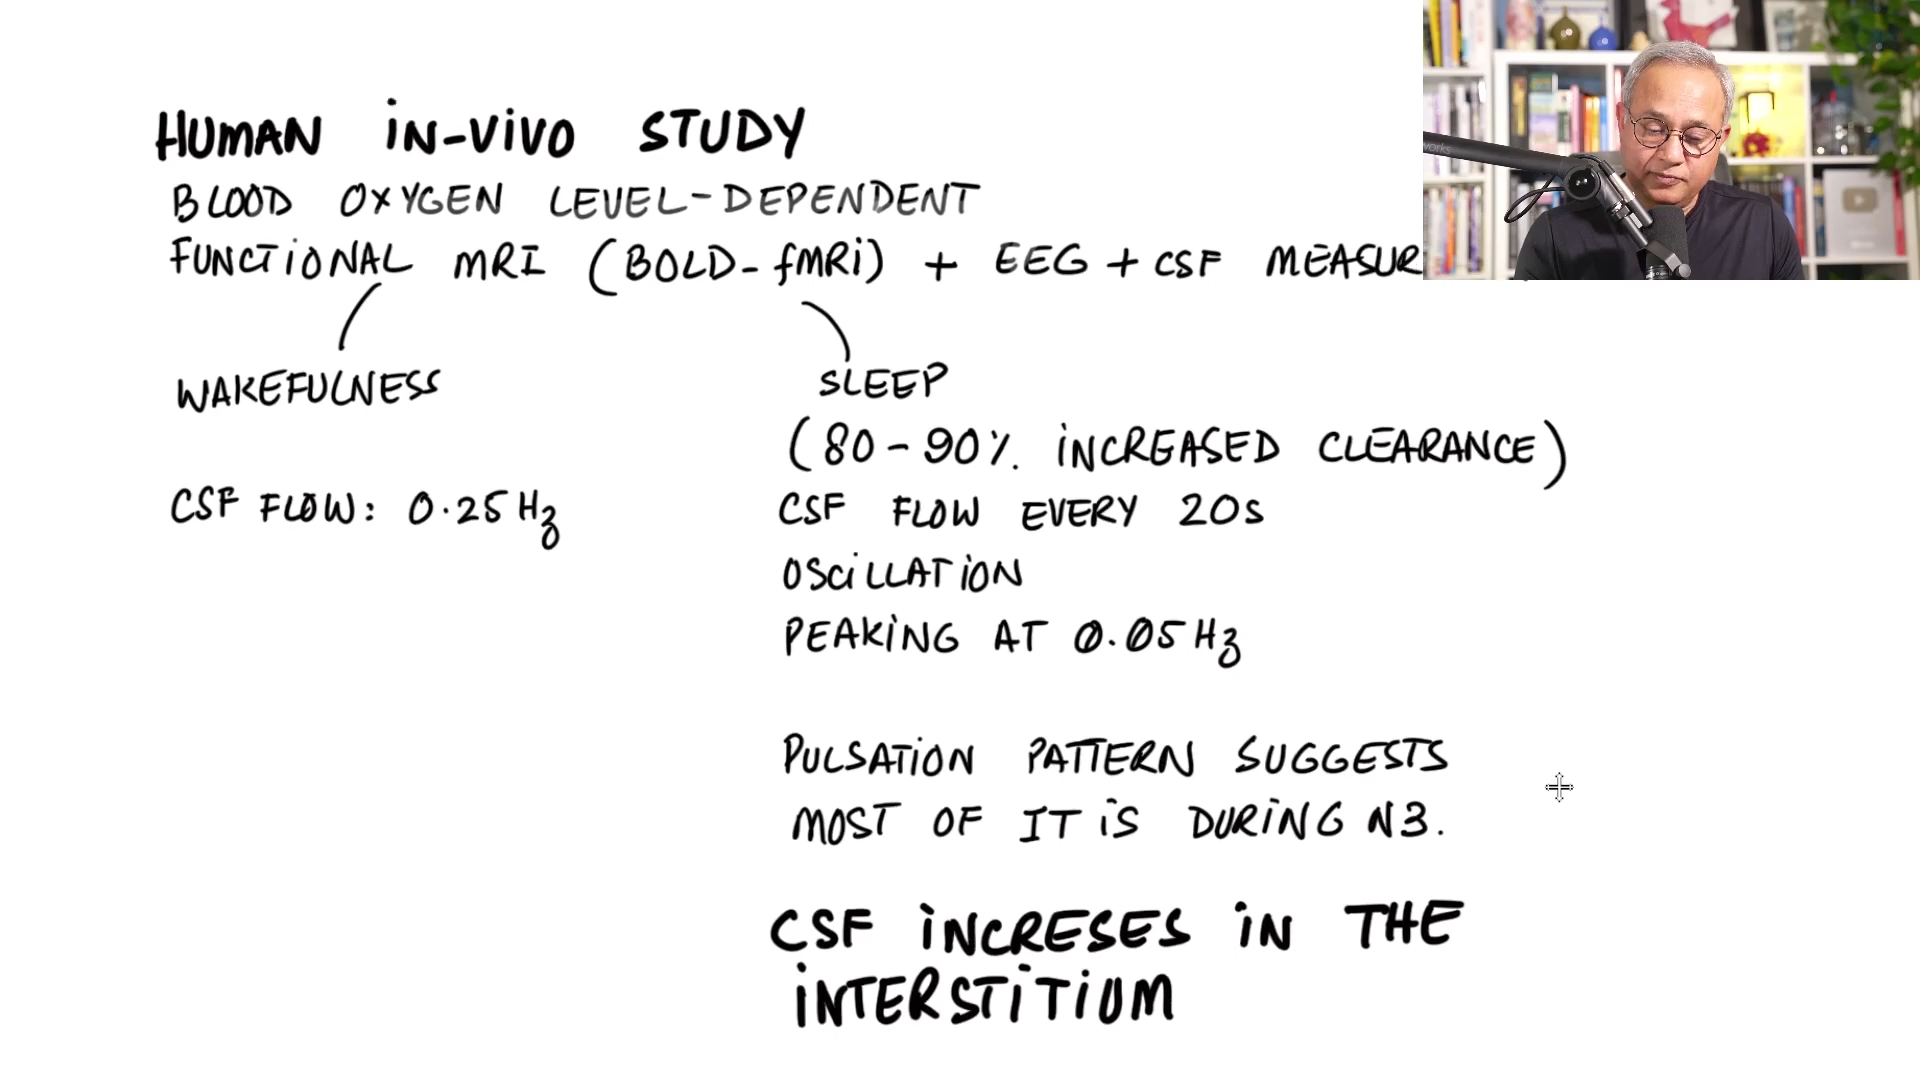 HUMAN IN-VIVO STUDY
BLOOD OXYGEN LEVEL-DEPENDENT
FUNCTIONAL MRI (BOLD-fMRI) + EEG + CSF MEASUR
WAKEFULNESS
SLEEP
(80-90% INCREASED CLEARANCE)
CSF FLOW: 0.25 Hz
CSF FLOW EVERY 20s
OSCILLATION
PEAKING AT 0.05 Hz
PULSATION PATTERN SUGGESTS
MOST OF IT IS DURING N3.
CSF INCRESES IN THE
INTERSTITIUM